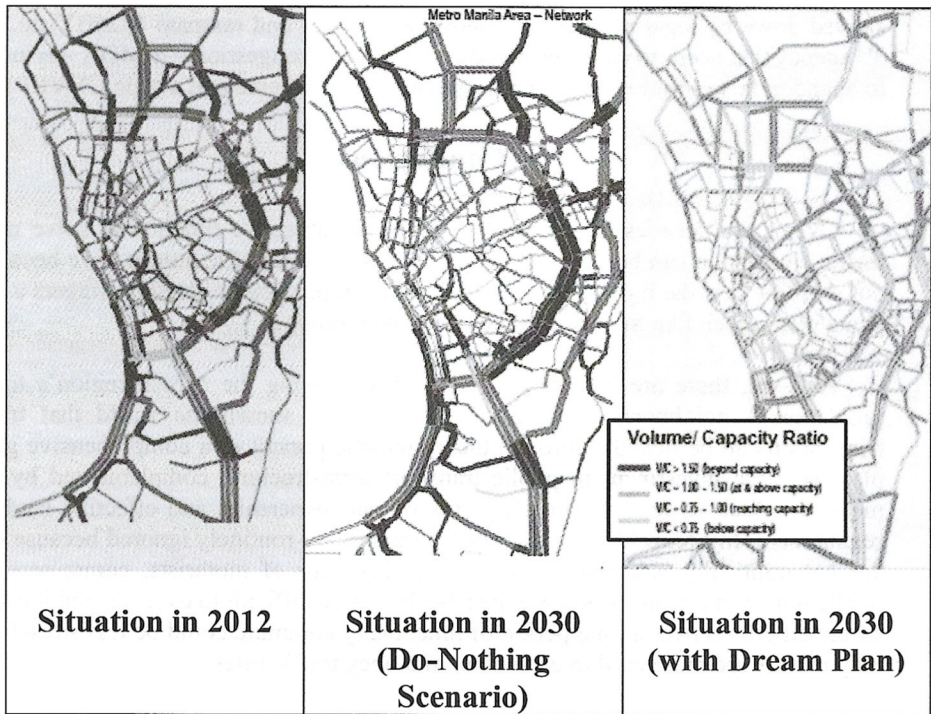 Metro Manila Area – Network
Volume/ Capacity Ratio
V/C > 1.50 (beyond capacity)
V/C = 1.00 - 1.50 (at & above capacity)
V/C = 0.75 - 1.00 (reaching capacity)
V/C < 0.75 (below capacity)
Situation in 2012
Situation in 2030
(Do-Nothing
Scenario)
Situation in 2030
(with Dream Plan)